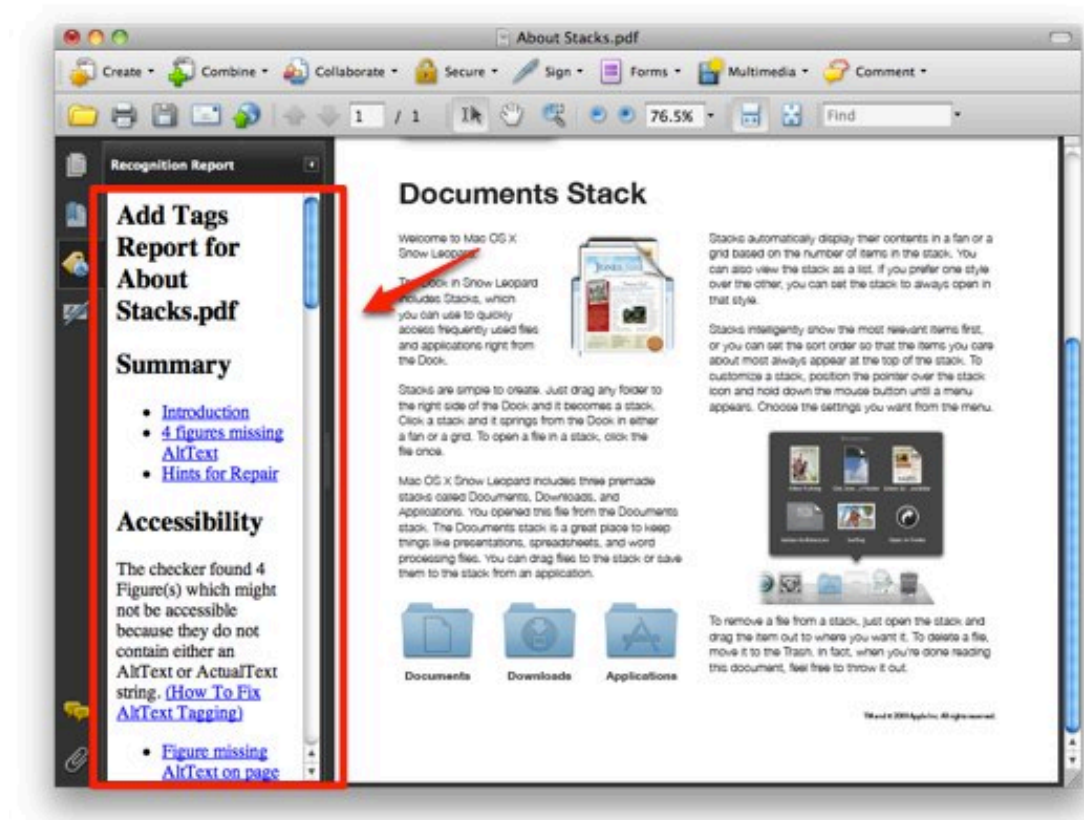 About Stacks.pdf
Create Combine Collaborate Secure Sign Forms Multimedia Comment
1 / 1 76.5% Find
Recognition Report
Add Tags
Report for
About
Stacks.pdf
Summary
Introduction
4 figures missing
AltText
Hints for Repair
Accessibility
The checker found 4
Figure(s) which might
not be accessible
because they do not
contain either an
AltText or ActualText
string. (How To Fix
AltText Tagging)
Figure missing
AltText on page
Documents Stack
Welcome to Mac OS X
Snow Leopard.
The Dock in Snow Leopard
includes Stacks, which
you can use to quickly
access frequently used files
and applications right from
the Dock.
Stacks are simple to create. Just drag any folder to
the right side of the Dock and it becomes a stack.
Click a stack and it springs from the Dock in either
a fan or a grid. To open a file in a stack, click the
file once.
Mac OS X Snow Leopard includes three premade
stacks called Documents, Downloads, and
Applications. You opened this file from the Documents
stack. The Documents stack is a great place to keep
things like presentations, spreadsheets, and word
processing files. You can drag files to the stack or save
them to the stack from an application.
Documents Downloads Applications
Stacks automatically display their contents in a fan or a
grid based on the number of items in the stack. You
can also view the stack as a list. If you prefer one style
over the other, you can set the stack to always open in
that style.
Stacks intelligently show the most relevant items first,
or you can set the sort order so that the items you care
about most always appear at the top of the stack. To
customize a stack, position the pointer over the stack
icon and hold down the mouse button until a menu
appears. Choose the settings you want from the menu.
To remove a file from a stack, just open the stack and
drag the item out to where you want it. To delete a file,
move it to the Trash. In fact, when you're done reading
this document, feel free to throw it out.
TM and © 2009 Apple Inc. All rights reserved.